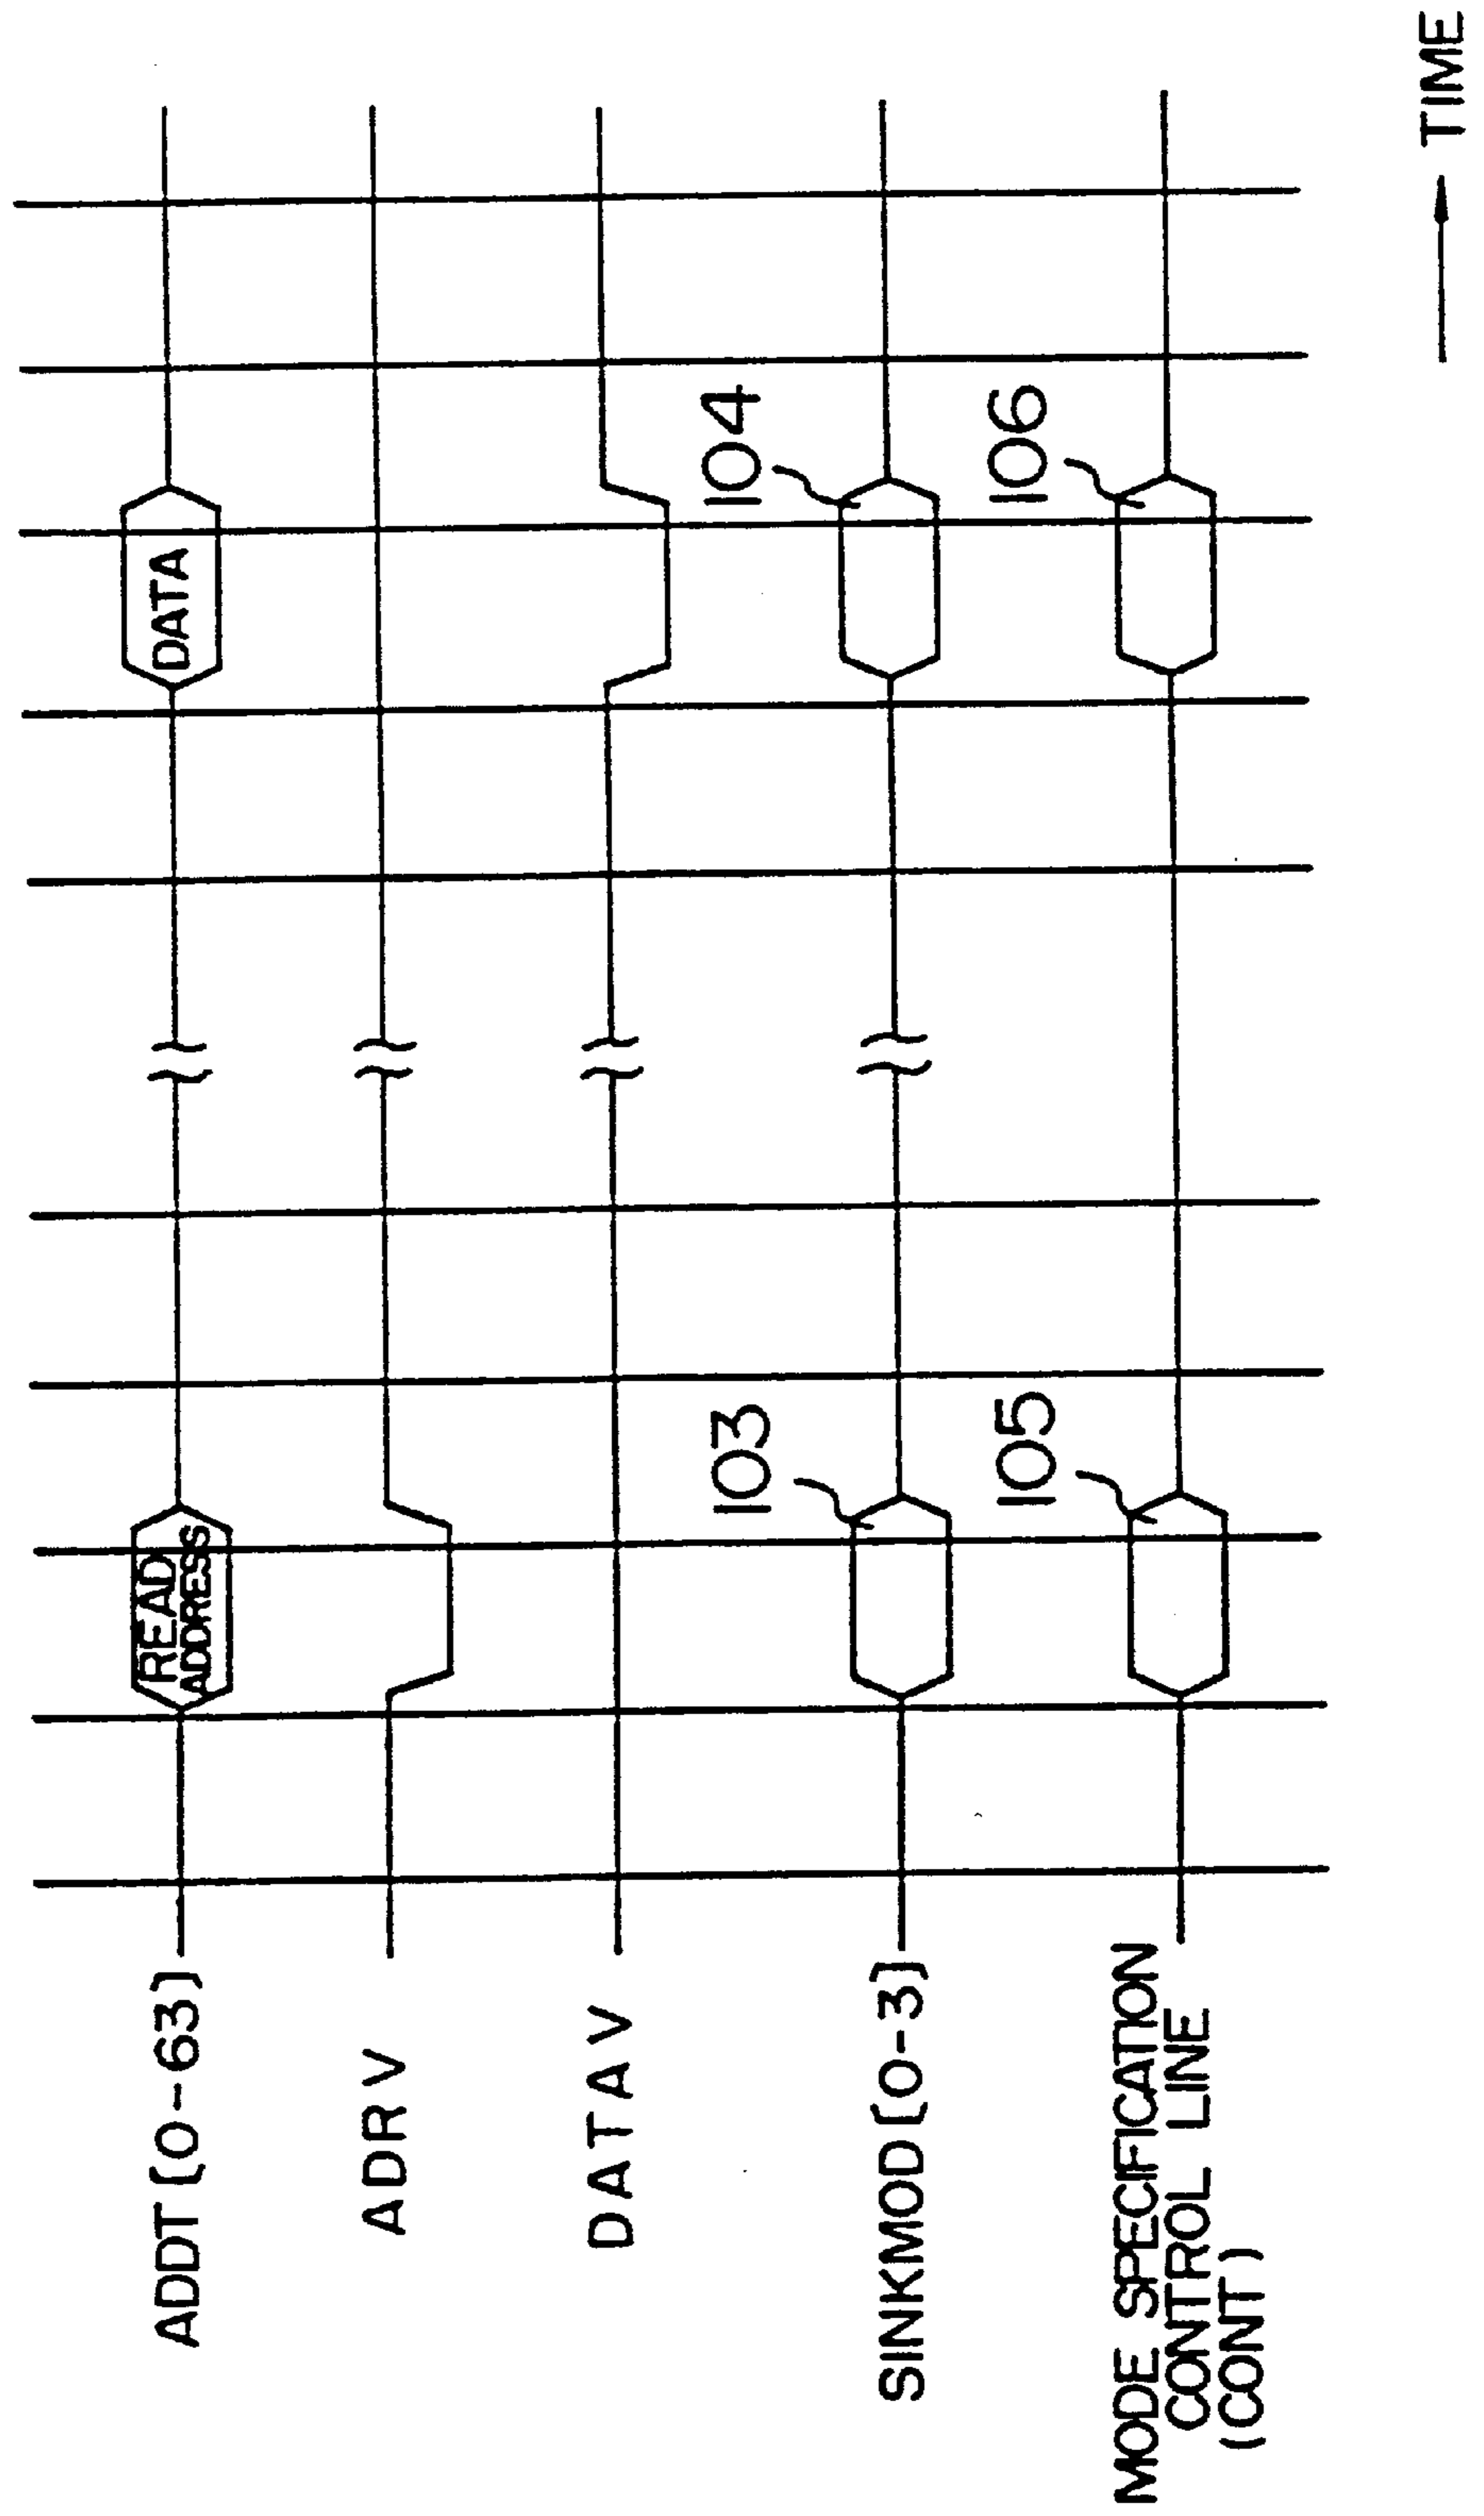 ADDT(0-63)
READ
ADDRESS
DATA
ADRV
DATAV
SINKMOD(0-3)
103
104
MODE SPECIFICATION
CONTROL LINE
(CONT)
105
106
TIME